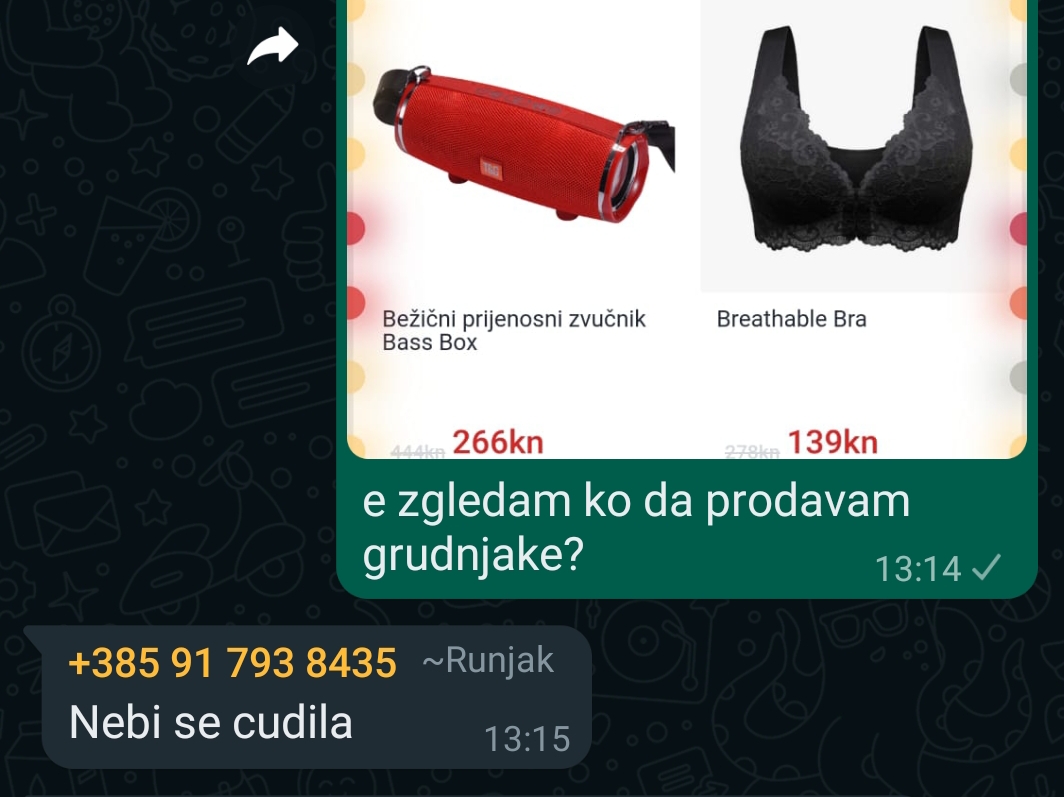 TG
Bežični prijenosni zvučnik
Bass Box
Breathable Bra
444kn 266kn
278kn 139kn
e zgledam ko da prodavam
grudnjake?
13:14
+385 91 793 8435 ~Runjak
Nebi se cudila
13:15